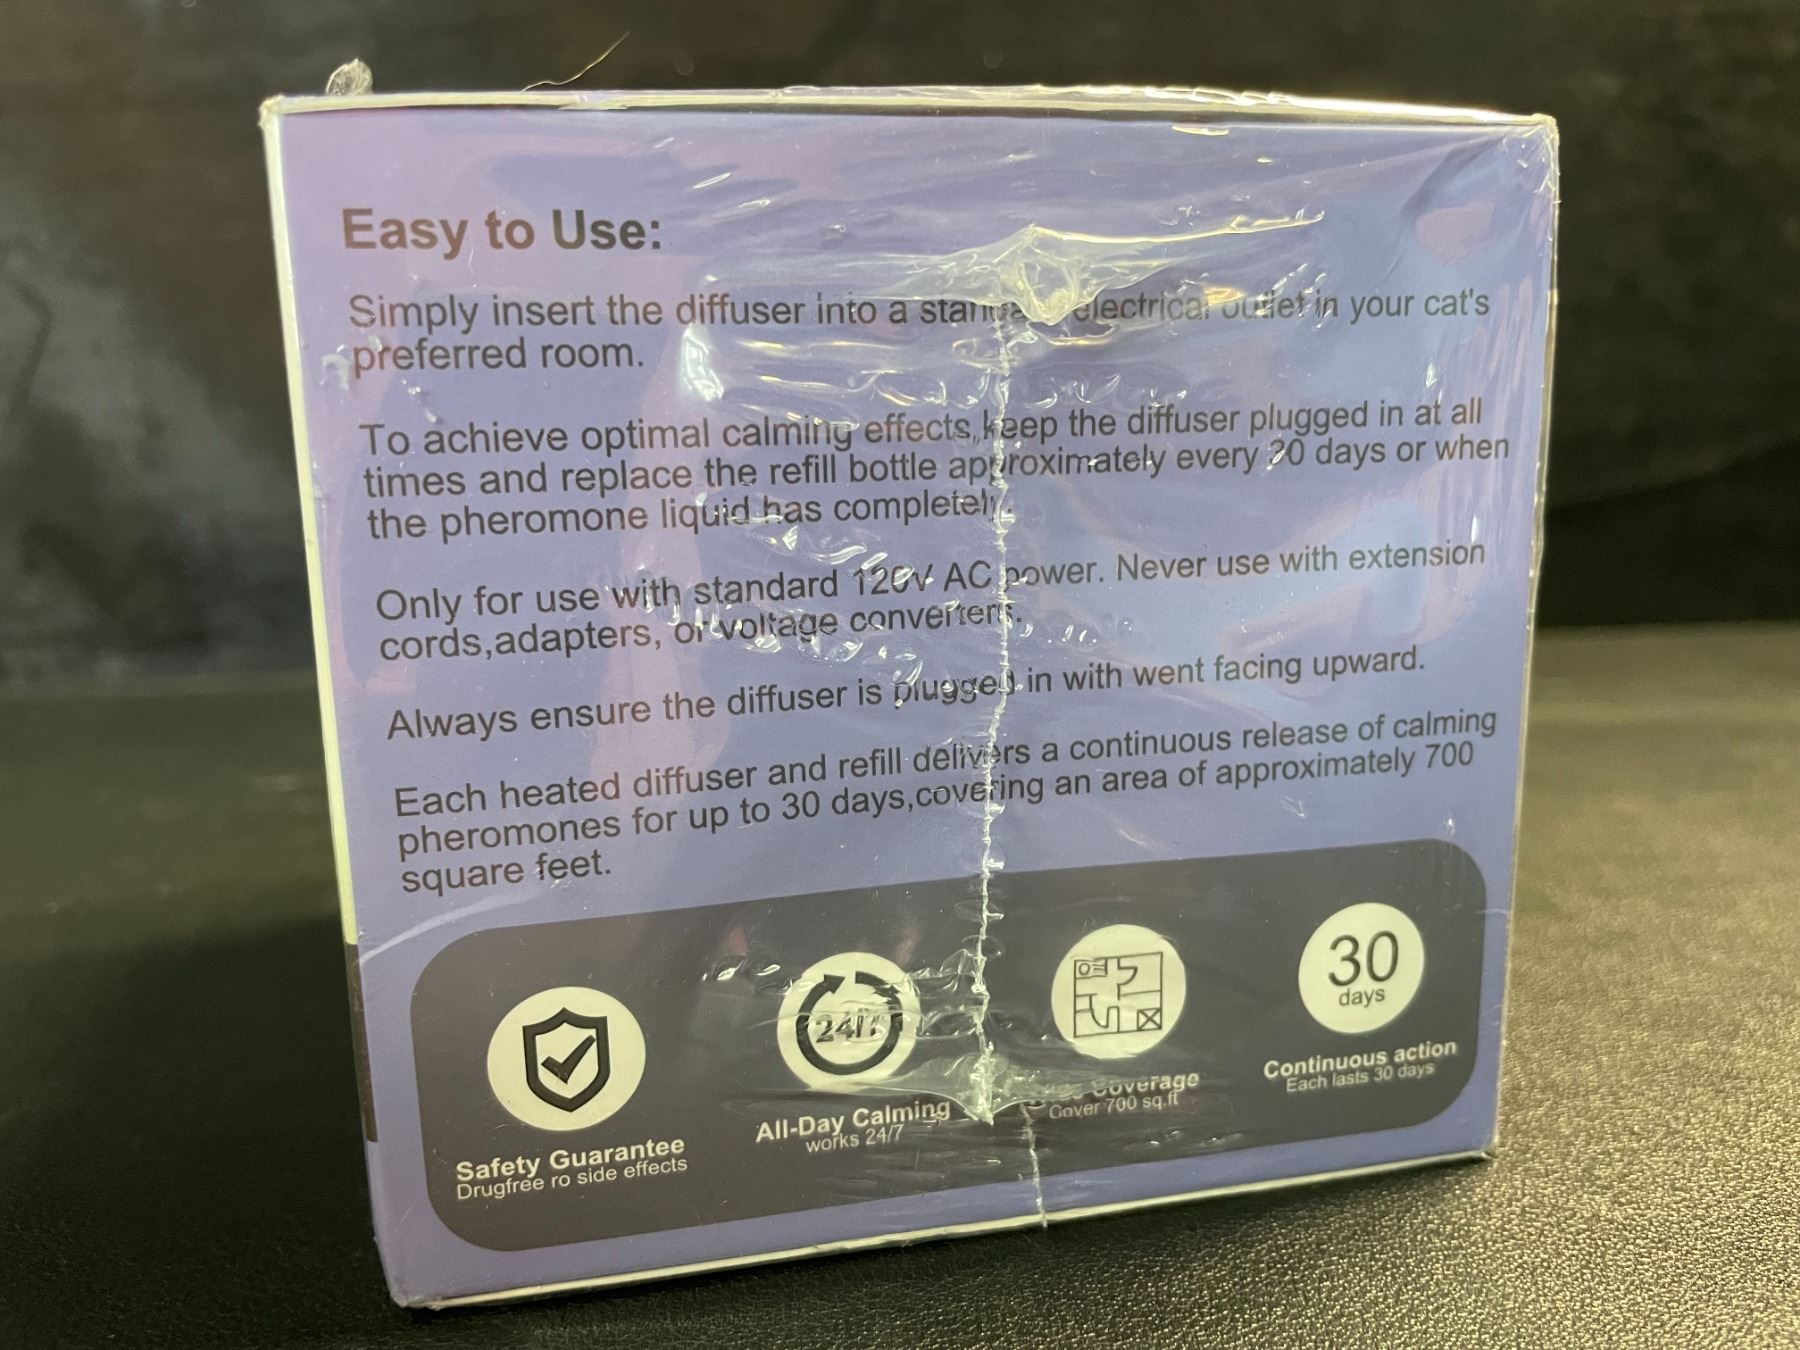 Easy to Use:
Simply insert the diffuser into a standard electrical outlet in your cat's
preferred room.
To achieve optimal calming effects,keep the diffuser plugged in at all
times and replace the refill bottle approximately every 30 days or when
the pheromone liquid has completely.
Only for use with standard 120V AC power. Never use with extension
cords,adapters, or voltage converters.
Always ensure the diffuser is plugged in with went facing upward.
Each heated diffuser and refill delivers a continuous release of calming
pheromones for up to 30 days,covering an area of approximately 700
square feet.
24/7
30
days
Safety Guarantee
Drugfree ro side effects
All-Day Calming
works 24/7
Coverage
Cover 700 sq.ft
Continuous action
Each lasts 30 days